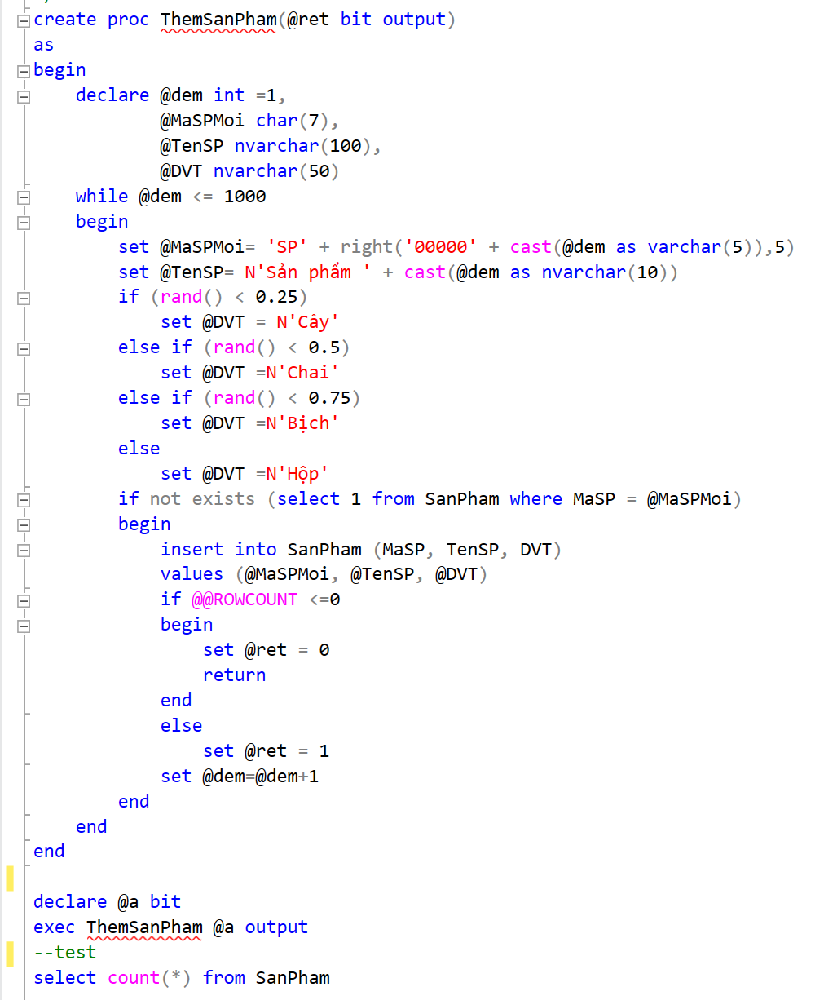 create proc ThemSanPham(@ret bit output)
as
begin
    declare @dem int =1,
            @MaSPMoi char(7),
            @TenSP nvarchar(100),
            @DVT nvarchar(50)
    while @dem <= 1000
    begin
        set @MaSPMoi= 'SP' + right('00000' + cast(@dem as varchar(5)),5)
        set @TenSP= N'Sản phẩm ' + cast(@dem as nvarchar(10))
        if (rand() < 0.25)
            set @DVT = N'Cây'
        else if (rand() < 0.5)
            set @DVT =N'Chai'
        else if (rand() < 0.75)
            set @DVT =N'Bịch'
        else
            set @DVT =N'Hộp'
        if not exists (select 1 from SanPham where MaSP = @MaSPMoi)
        begin
            insert into SanPham (MaSP, TenSP, DVT)
            values (@MaSPMoi, @TenSP, @DVT)
            if @@ROWCOUNT <=0
            begin
                set @ret = 0
                return
            end
            else
                set @ret = 1
            set @dem=@dem+1
        end
    end
end
declare @a bit
exec ThemSanPham @a output
--test
select count(*) from SanPham